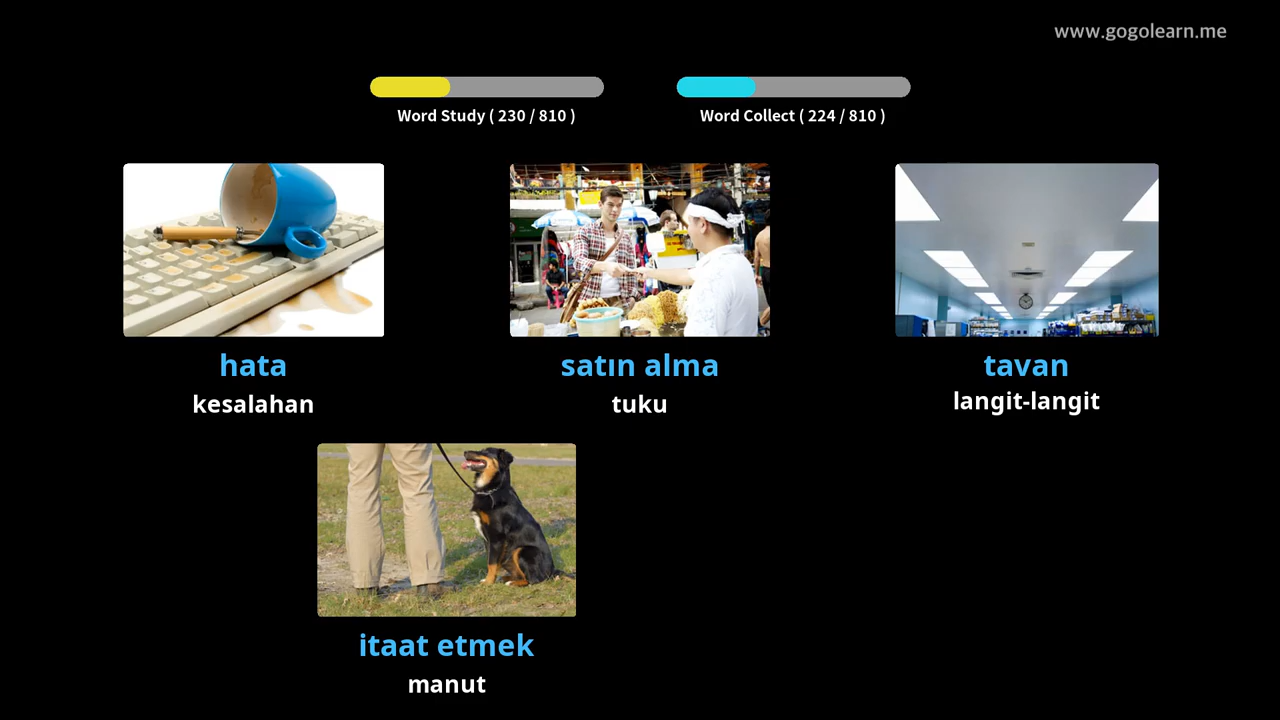 www.gogolearn.me
Word Study ( 230 / 810 )
Word Collect ( 224 / 810 )
hata
kesalahan
satın alma
tuku
tavan
langit-langit
itaat etmek
manut